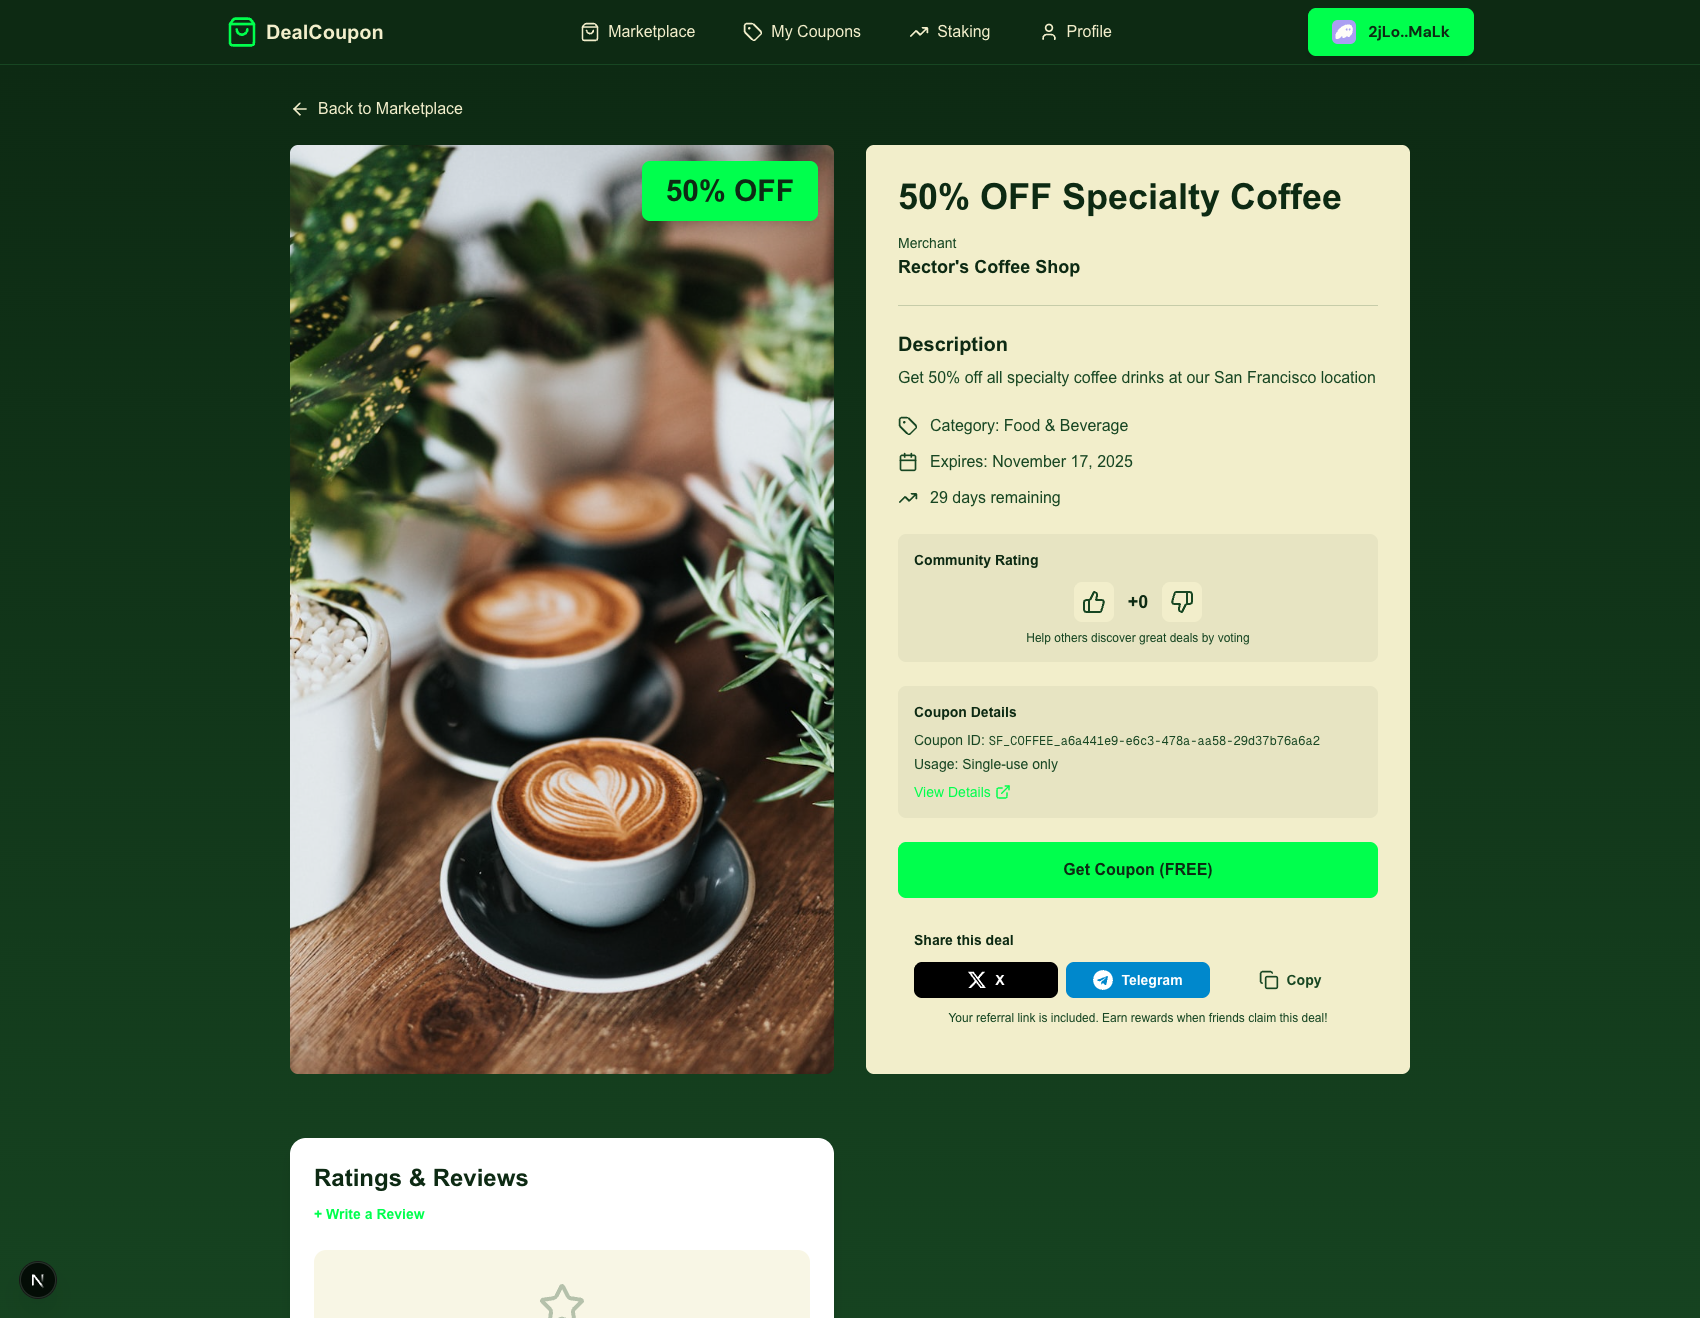 DealCoupon
Marketplace
My Coupons
Staking
Profile
2jLo..MaLk
Back to Marketplace
50% OFF
50% OFF Specialty Coffee
Merchant
Rector's Coffee Shop
Description
Get 50% off all specialty coffee drinks at our San Francisco location
Category: Food & Beverage
Expires: November 17, 2025
29 days remaining
Community Rating
+0
Help others discover great deals by voting
Coupon Details
Coupon ID: SF_COFFEE_a6a441e9-e6c3-478a-aa58-29d37b76a6a2
Usage: Single-use only
View Details
Get Coupon (FREE)
Share this deal
X
Telegram
Copy
Your referral link is included. Earn rewards when friends claim this deal!
Ratings & Reviews
+ Write a Review
N